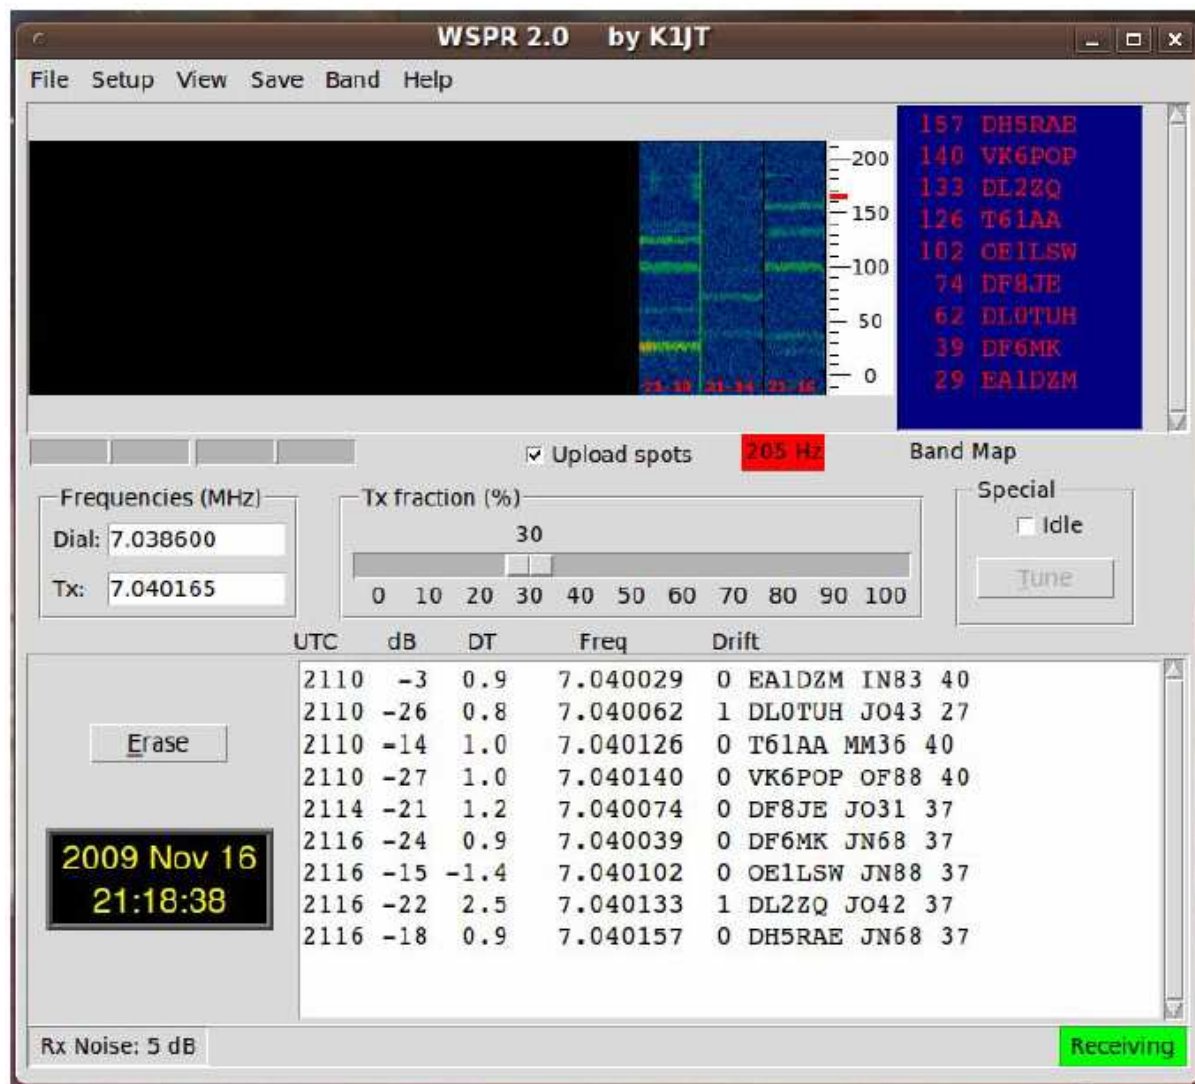 WSPR 2.0 by K1JT
File Setup View Save Band Help
157 DH5RAE
140 VK6POP
133 DL2ZQ
126 T61AA
102 OE1LSW
74 DF8JE
62 DL0TUH
39 DF6MK
29 EA1DZM
200
150
100
50
0
21:10 21:14 21:16
Upload spots
205 Hz
Band Map
Frequencies (MHz)
Dial: 7.038600
Tx: 7.040165
Tx fraction (%)
30
0 10 20 30 40 50 60 70 80 90 100
Special
Idle
Tune
UTC dB DT Freq Drift
2110 -3 0.9 7.040029 0 EA1DZM IN83 40
2110 -26 0.8 7.040062 1 DL0TUH JO43 27
2110 -14 1.0 7.040126 0 T61AA MM36 40
2110 -27 1.0 7.040140 0 VK6POP OF88 40
2114 -21 1.2 7.040074 0 DF8JE JO31 37
2116 -24 0.9 7.040039 0 DF6MK JN68 37
2116 -15 -1.4 7.040102 0 OE1LSW JN88 37
2116 -22 2.5 7.040133 1 DL2ZQ JO42 37
2116 -18 0.9 7.040157 0 DH5RAE JN68 37
Erase
2009 Nov 16
21:18:38
Rx Noise: 5 dB
Receiving